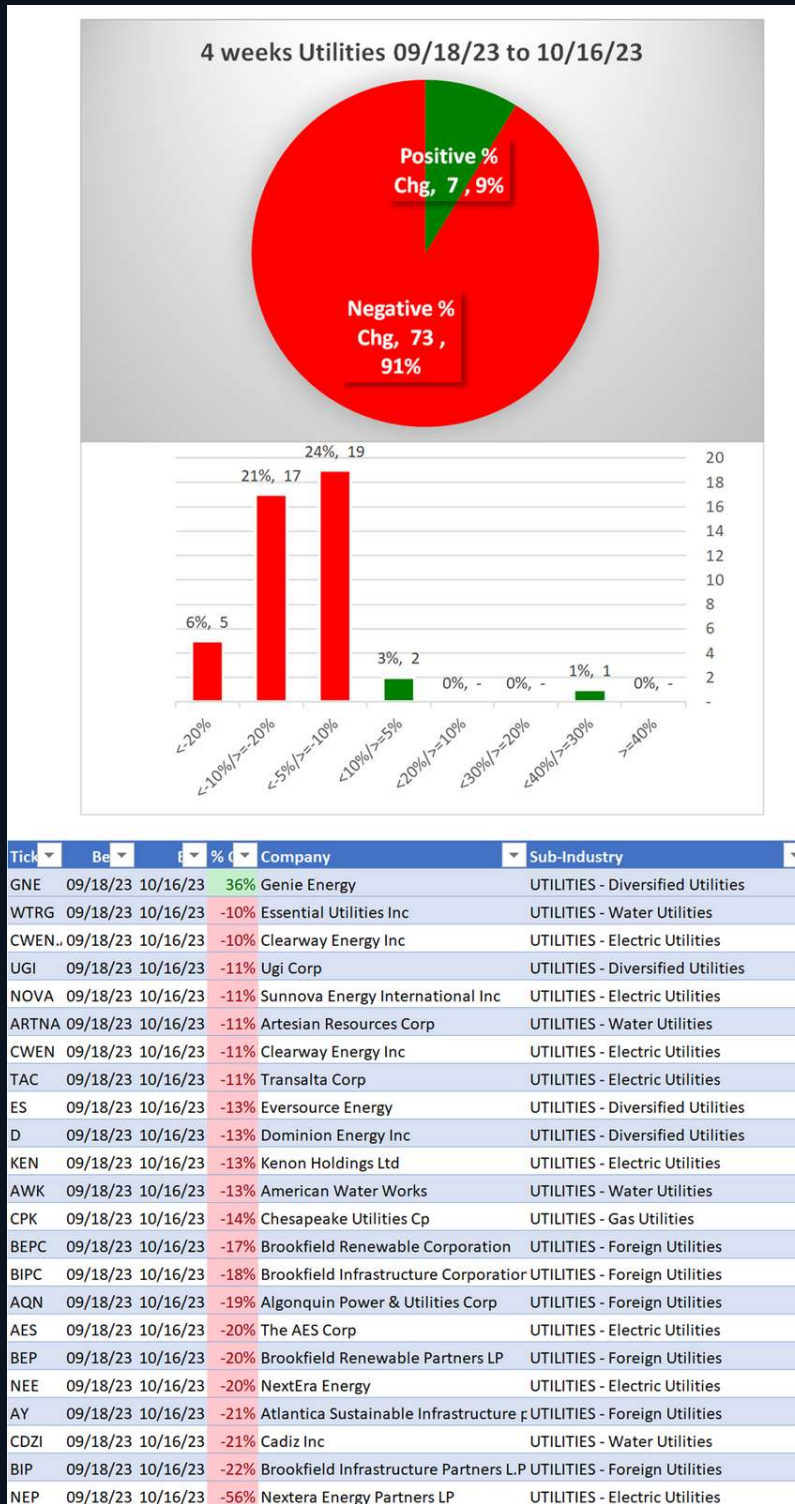 4 weeks Utilities 09/18/23 to 10/16/23
Positive %
Chg, 7 , 9%
Negative %
Chg, 73 ,
91%
24%, 19
21%, 17
6%, 5
3%, 2
0%, -
0%, -
1%, 1
0%, -
20
18
16
14
12
10
8
6
4
2
-
<-20%
<-10%/>=-20%
<-5%/>=-10%
<10%/>=5%
<20%/>=10%
<30%/>=20%
<40%/>=30%
>=40%
Tick Be E % C Company Sub-Industry
GNE 09/18/23 10/16/23 36% Genie Energy UTILITIES - Diversified Utilities
WTRG 09/18/23 10/16/23 -10% Essential Utilities Inc UTILITIES - Water Utilities
CWEN. 09/18/23 10/16/23 -10% Clearway Energy Inc UTILITIES - Electric Utilities
UGI 09/18/23 10/16/23 -11% Ugi Corp UTILITIES - Diversified Utilities
NOVA 09/18/23 10/16/23 -11% Sunnova Energy International Inc UTILITIES - Electric Utilities
ARTNA 09/18/23 10/16/23 -11% Artesian Resources Corp UTILITIES - Water Utilities
CWEN 09/18/23 10/16/23 -11% Clearway Energy Inc UTILITIES - Electric Utilities
TAC 09/18/23 10/16/23 -11% Transalta Corp UTILITIES - Electric Utilities
ES 09/18/23 10/16/23 -13% Eversource Energy UTILITIES - Diversified Utilities
D 09/18/23 10/16/23 -13% Dominion Energy Inc UTILITIES - Diversified Utilities
KEN 09/18/23 10/16/23 -13% Kenon Holdings Ltd UTILITIES - Electric Utilities
AWK 09/18/23 10/16/23 -13% American Water Works UTILITIES - Water Utilities
CPK 09/18/23 10/16/23 -14% Chesapeake Utilities Cp UTILITIES - Gas Utilities
BEPC 09/18/23 10/16/23 -17% Brookfield Renewable Corporation UTILITIES - Foreign Utilities
BIPC 09/18/23 10/16/23 -18% Brookfield Infrastructure Corporation UTILITIES - Foreign Utilities
AQN 09/18/23 10/16/23 -19% Algonquin Power & Utilities Corp UTILITIES - Foreign Utilities
AES 09/18/23 10/16/23 -20% The AES Corp UTILITIES - Electric Utilities
BEP 09/18/23 10/16/23 -20% Brookfield Renewable Partners LP UTILITIES - Foreign Utilities
NEE 09/18/23 10/16/23 -20% NextEra Energy UTILITIES - Electric Utilities
AY 09/18/23 10/16/23 -21% Atlantica Sustainable Infrastructure p UTILITIES - Foreign Utilities
CDZI 09/18/23 10/16/23 -21% Cadiz Inc UTILITIES - Water Utilities
BIP 09/18/23 10/16/23 -22% Brookfield Infrastructure Partners L.P UTILITIES - Foreign Utilities
NEP 09/18/23 10/16/23 -56% Nextera Energy Partners LP UTILITIES - Electric Utilities